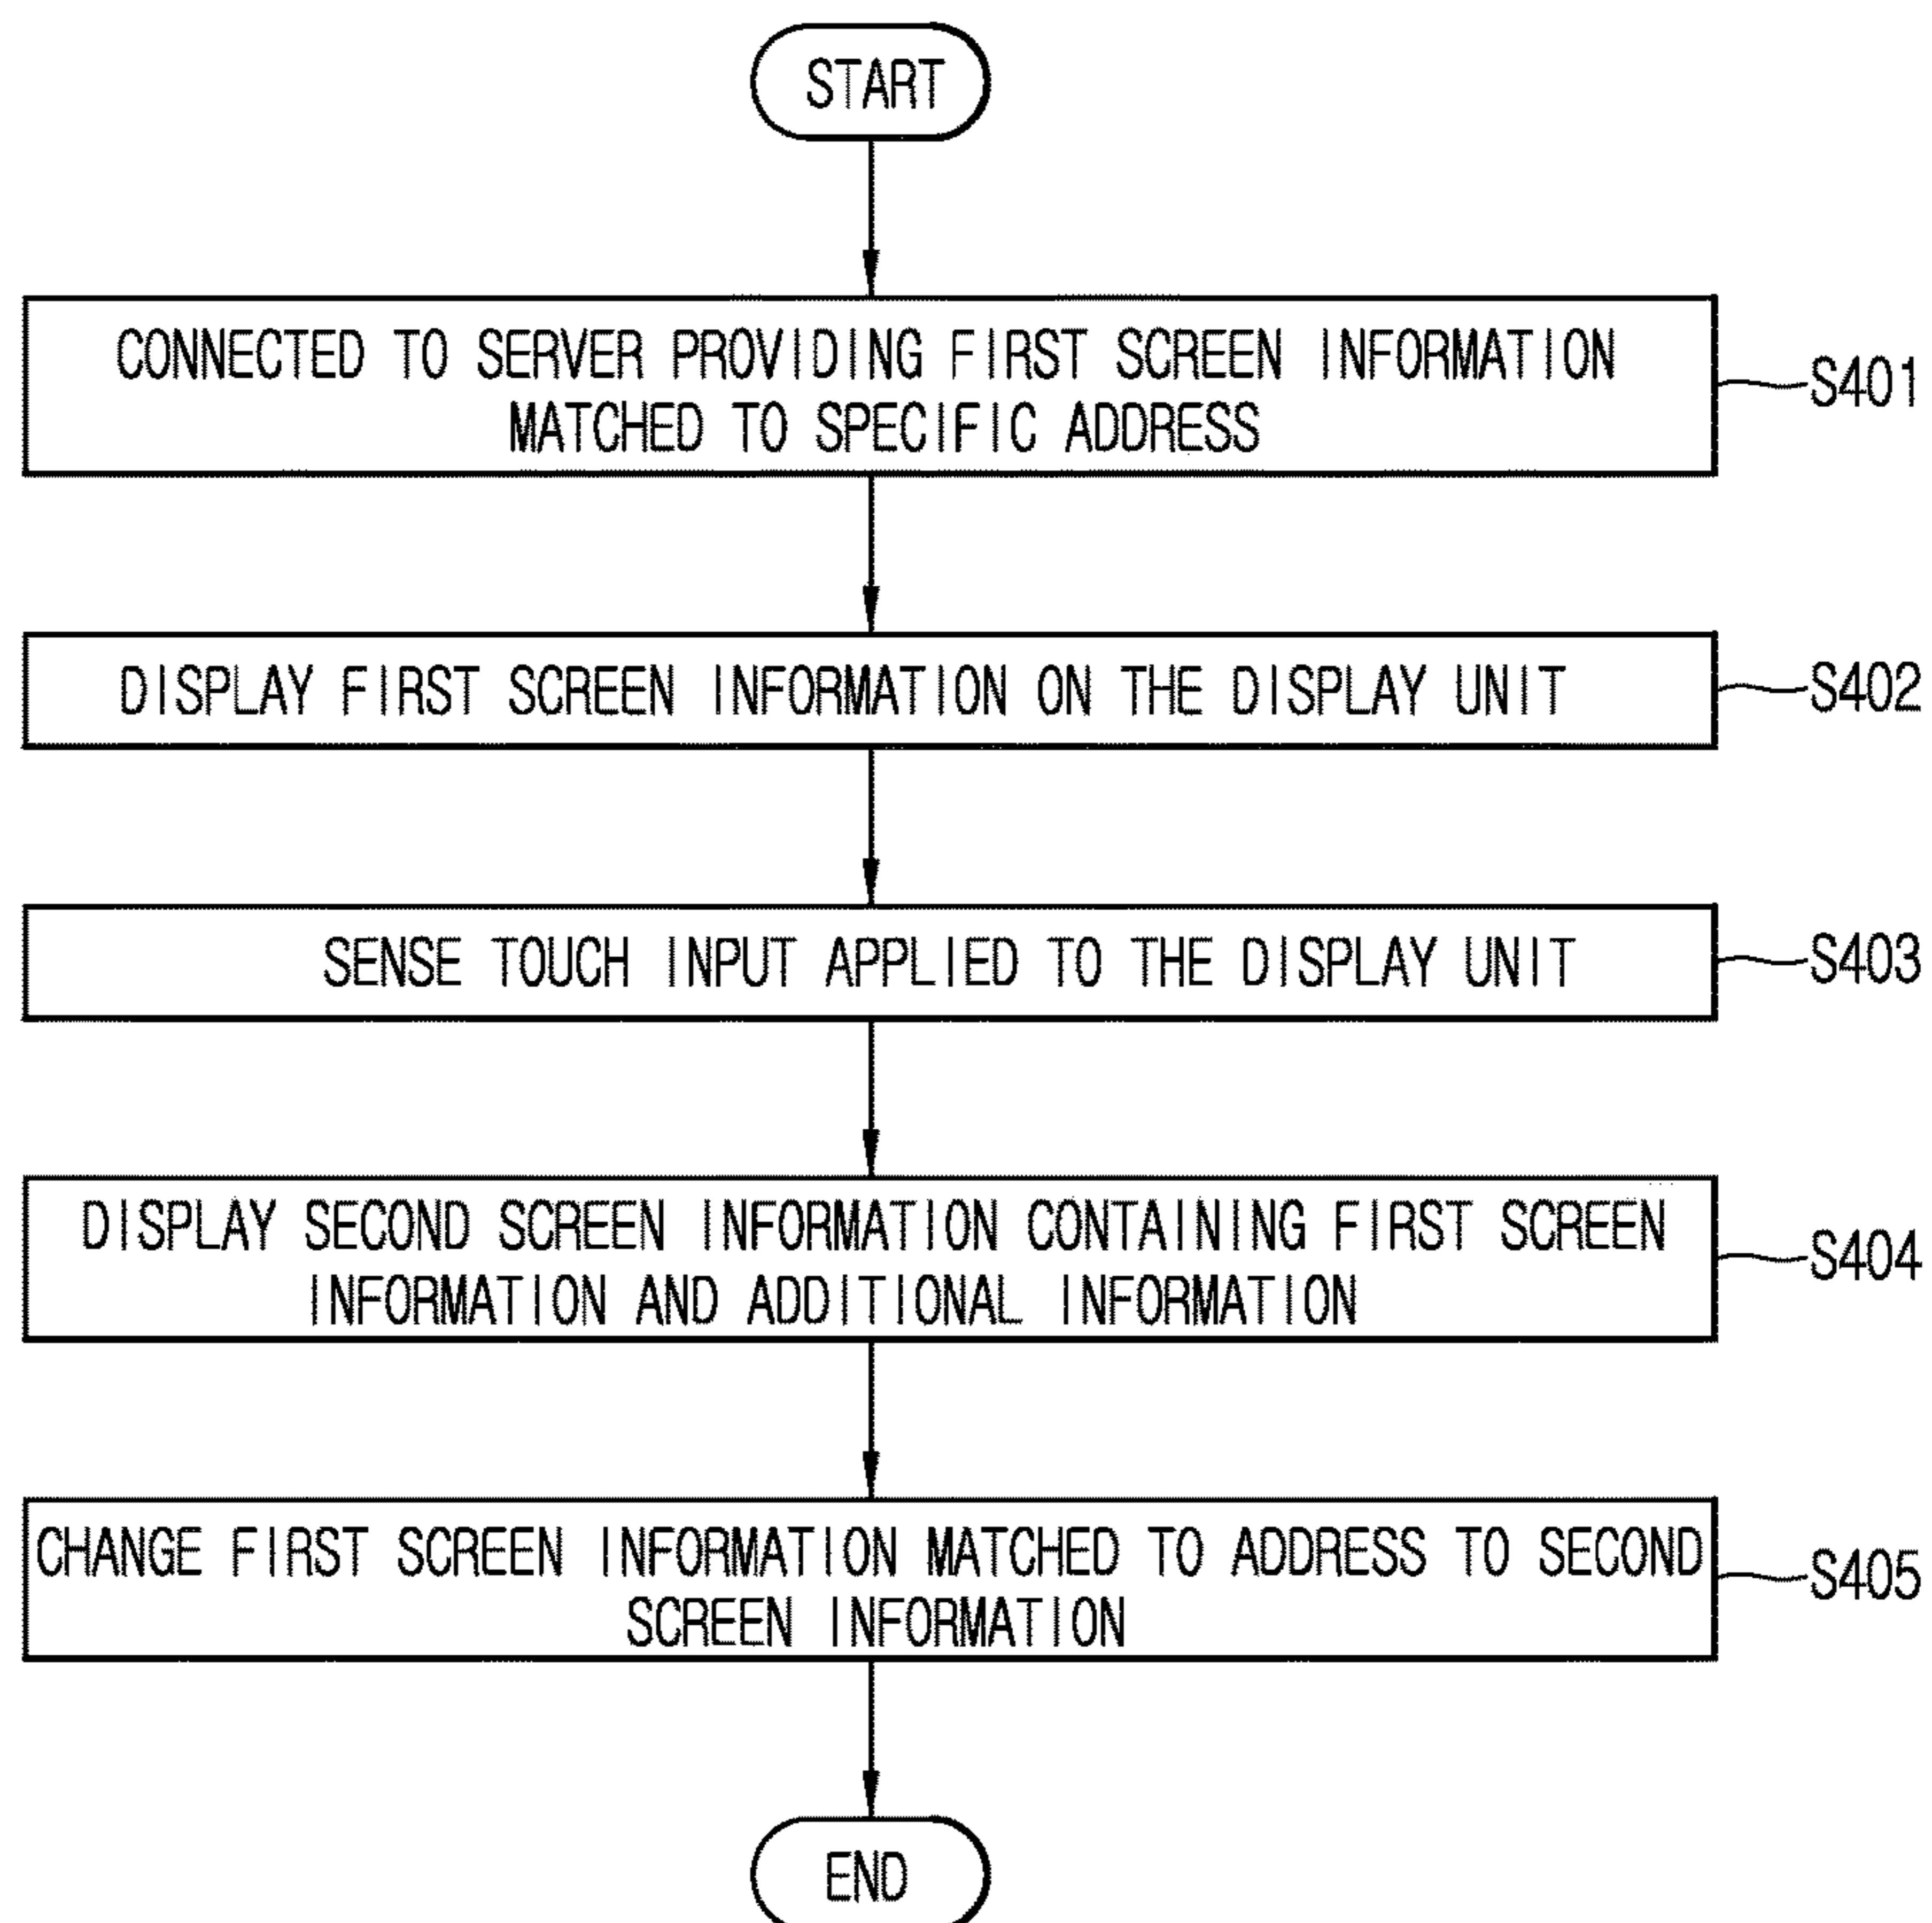 START
CONNECTED TO SERVER PROVIDING FIRST SCREEN INFORMATION
MATCHED TO SPECIFIC ADDRESS
S401
DISPLAY FIRST SCREEN INFORMATION ON THE DISPLAY UNIT
S402
SENSE TOUCH INPUT APPLIED TO THE DISPLAY UNIT
S403
DISPLAY SECOND SCREEN INFORMATION CONTAINING FIRST SCREEN
INFORMATION AND ADDITIONAL INFORMATION
S404
CHANGE FIRST SCREEN INFORMATION MATCHED TO ADDRESS TO SECOND
SCREEN INFORMATION
S405
END